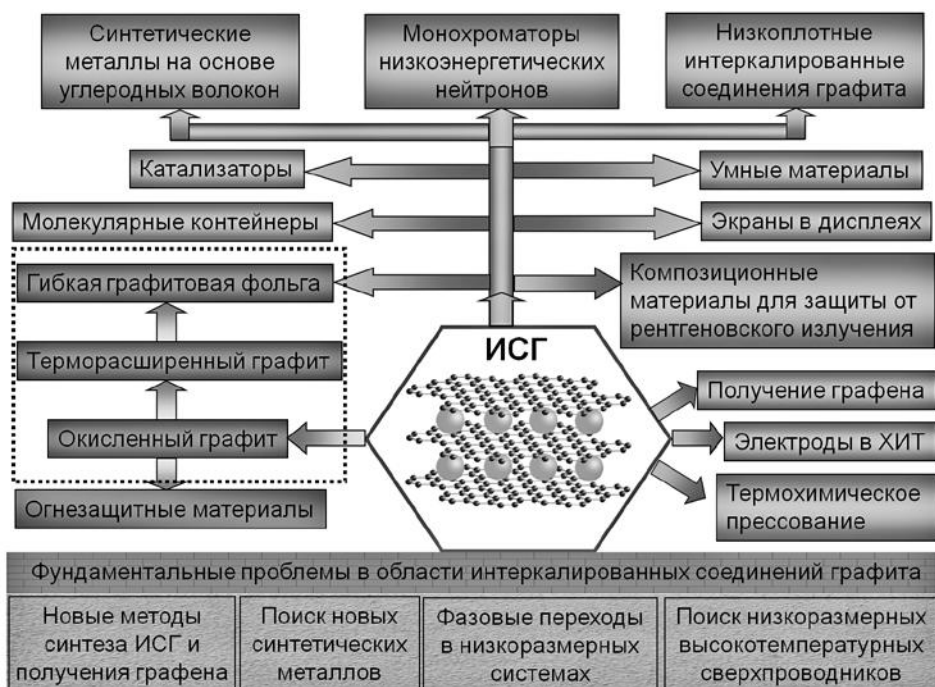 Синтетические
металлы на основе
углеродных волокон
Монохроматоры
низкоэнергетических
нейтронов
Низкоплотные
интеркалированные
соединения графита
Катализаторы
Умные материалы
Молекулярные контейнеры
Экраны в дисплеях
Гибкая графитовая фольга
Композиционные
материалы для защиты от
рентгеновского излучения
ИСГ
Терморасширенный графит
Получение графена
Окисленный графит
Электроды в ХИТ
Огнезащитные материалы
Термохимическое
прессование
Фундаментальные проблемы в области интеркалированных соединений графита
Новые методы
синтеза ИСГ и
получения графена
Поиск новых
синтетических
металлов
Фазовые переходы
в низкоразмерных
системах
Поиск низкоразмерных
высокотемпературных
сверхпроводников